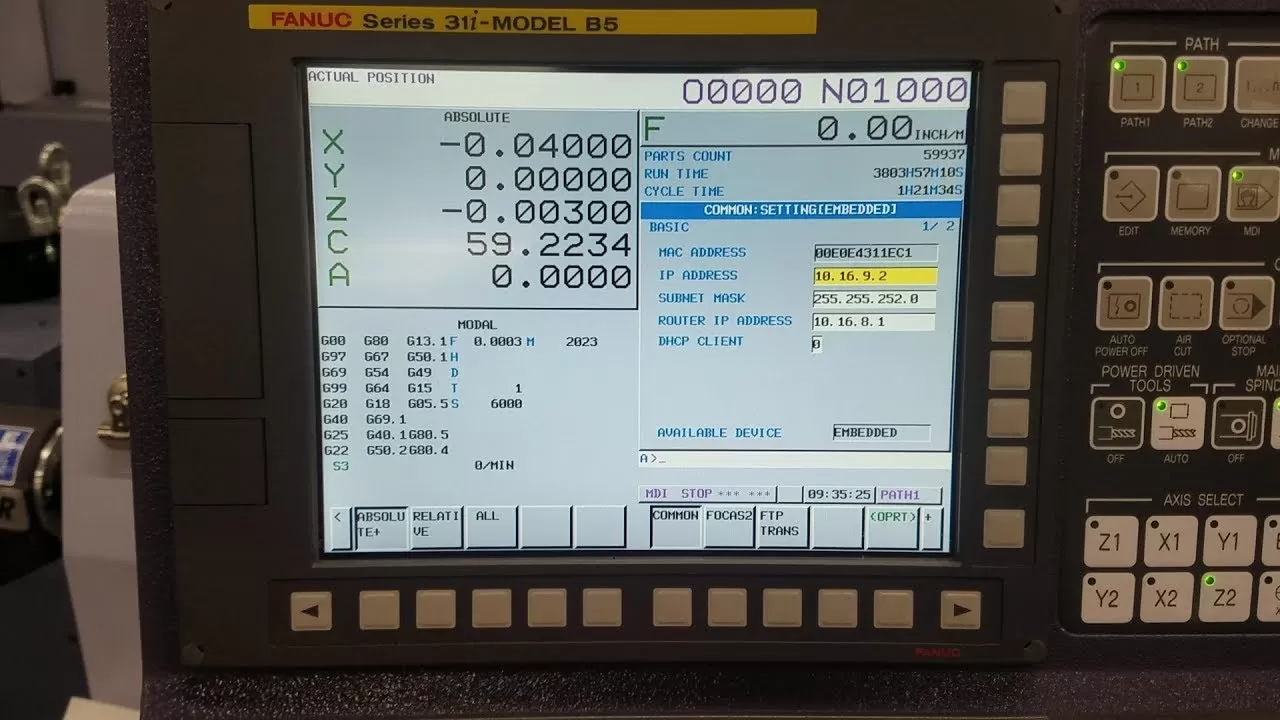 FANUC Series 31i-MODEL B5
ACTUAL POSITION
O0000 N01000
ABSOLUTE
X -0.04000
Y 0.00000
Z -0.00300
C 59.2234
A 0.0000
F 0.00 INCH/M
PARTS COUNT 59937
RUN TIME 3803H57M10S
CYCLE TIME 1H21M34S
COMMON:SETTING[EMBEDDED]
BASIC 1/ 2
MAC ADDRESS 00E0E4311EC1
IP ADDRESS 10.16.9.2
SUBNET MASK 255.255.252.0
ROUTER IP ADDRESS 10.16.8.1
DHCP CLIENT 0
AVAILABLE DEVICE EMBEDDED
MODAL
G00 G80 G13.1 F 0.0003 M 2023
G97 G67 G50.1 H
G69 G54 G49 D
G99 G64 G15 T 1
G20 G18 G05.5 S 6000
G40 G69.1
G25 G40.1 G80.5
G22 G50.2 G80.4
S3 0/MIN
A>_
MDI STOP *** *** 09:35:25 PATH1
< ABSOLU
TE+
RELATI
VE
ALL
COMMON
FOCAS2
FTP
TRANS
(OPRT) +
FANUC
PATH
1 2
PATH1 PATH2 CHANGE
EDIT MEMORY MDI
AUTO
POWER OFF
AIR
CUT
OPTIONAL
STOP
POWER DRIVEN
TOOLS
OFF AUTO OFF
AXIS SELECT
Z1 X1 Y1
Y2 X2 Z2